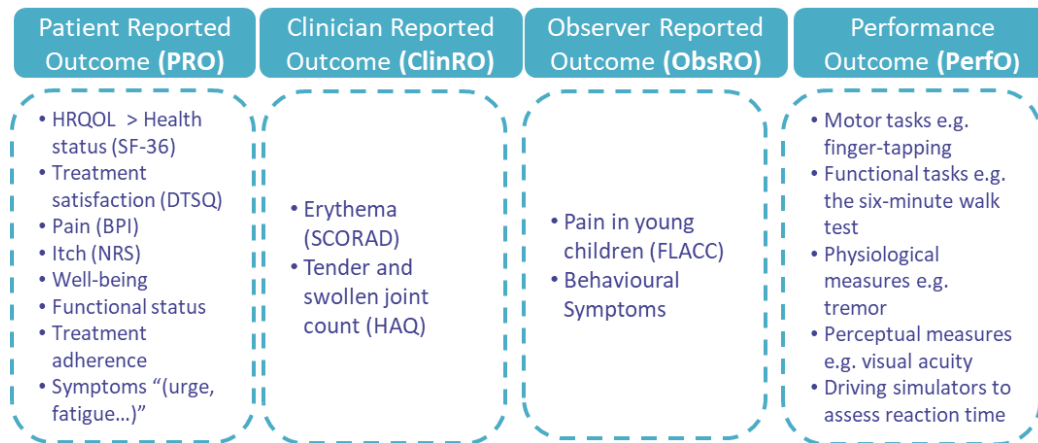 Patient Reported
Outcome (PRO)
• HRQOL > Health
status (SF-36)
• Treatment
satisfaction (DTSQ)
• Pain (BPI)
• Itch (NRS)
• Well-being
• Functional status
• Treatment
adherence
• Symptoms “(urge,
fatigue...)”
Clinician Reported
Outcome (ClinRO)
• Erythema
(SCORAD)
• Tender and
swollen joint
count (HAQ)
Observer Reported
Outcome (ObsRO)
• Pain in young
children (FLACC)
• Behavioural
Symptoms
Performance
Outcome (PerfO)
• Motor tasks e.g.
finger-tapping
• Functional tasks e.g.
the six-minute walk
test
• Physiological
measures e.g.
tremor
• Perceptual measures
e.g. visual acuity
• Driving simulators to
assess reaction time